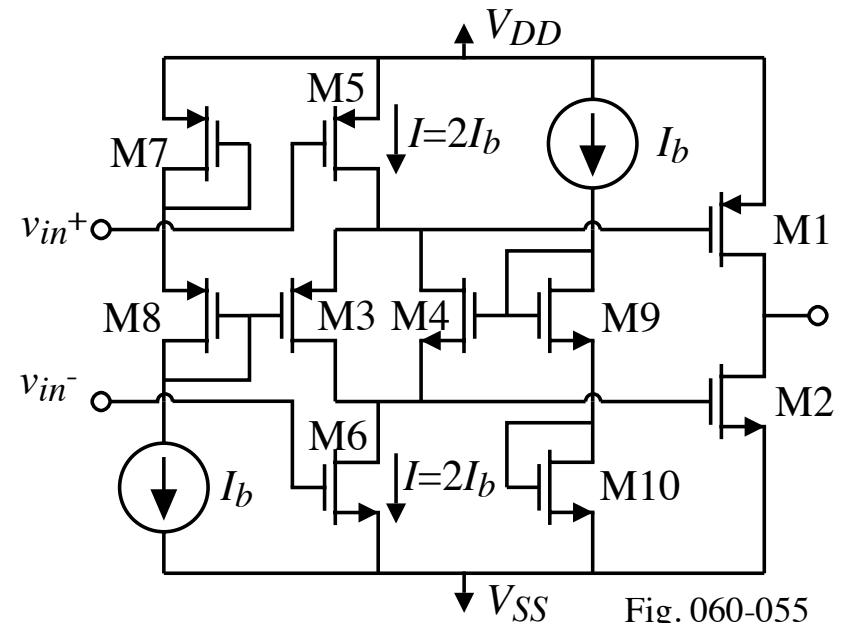 V_DD
M5
M7
I=2I_b
I_b
v_in+
M1
M8
M3
M4
M9
v_in-
M2
M6
I_b
I=2I_b
M10
V_SS
Fig. 060-055